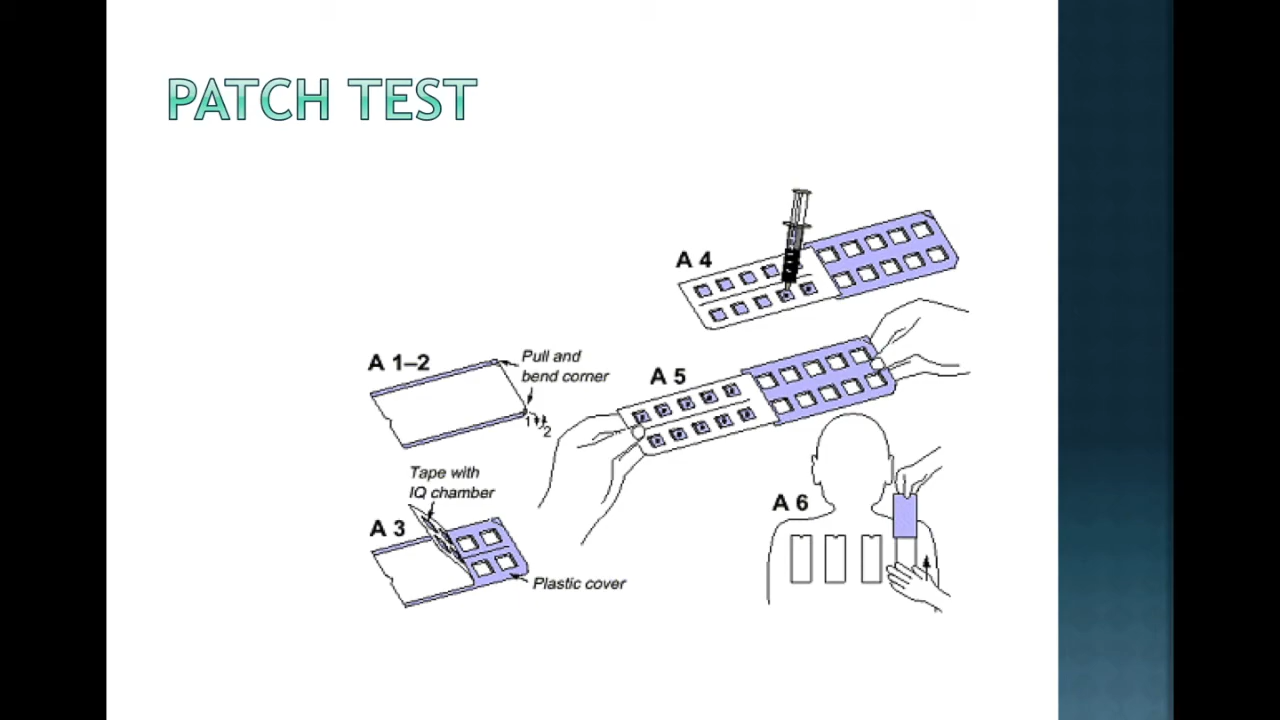 PATCH TEST
A 4
A 1–2
Pull and
bend corner
1
2
A 5
Tape with
IQ chamber
A 3
Plastic cover
A 6